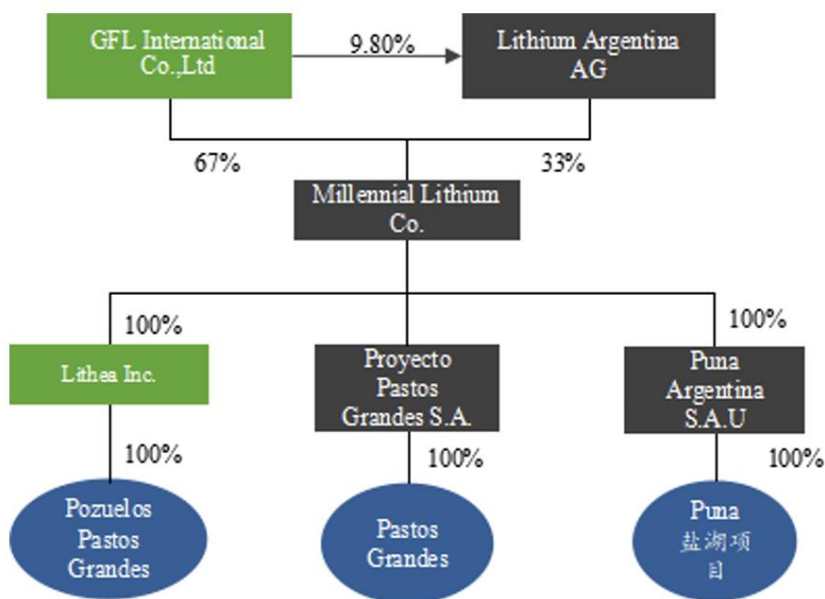 GFL International
Co.,Ltd
9.80%
Lithium Argentina
AG
67%
33%
Millennial Lithium
Co.
100%
100%
Lithea Inc.
Proyecto
Pastos
Grandes S.A.
Puna
Argentina
S.A.U
100%
100%
100%
Pozuelos
Pastos
Grandes
Pastos
Grandes
Puna
盐湖项
目